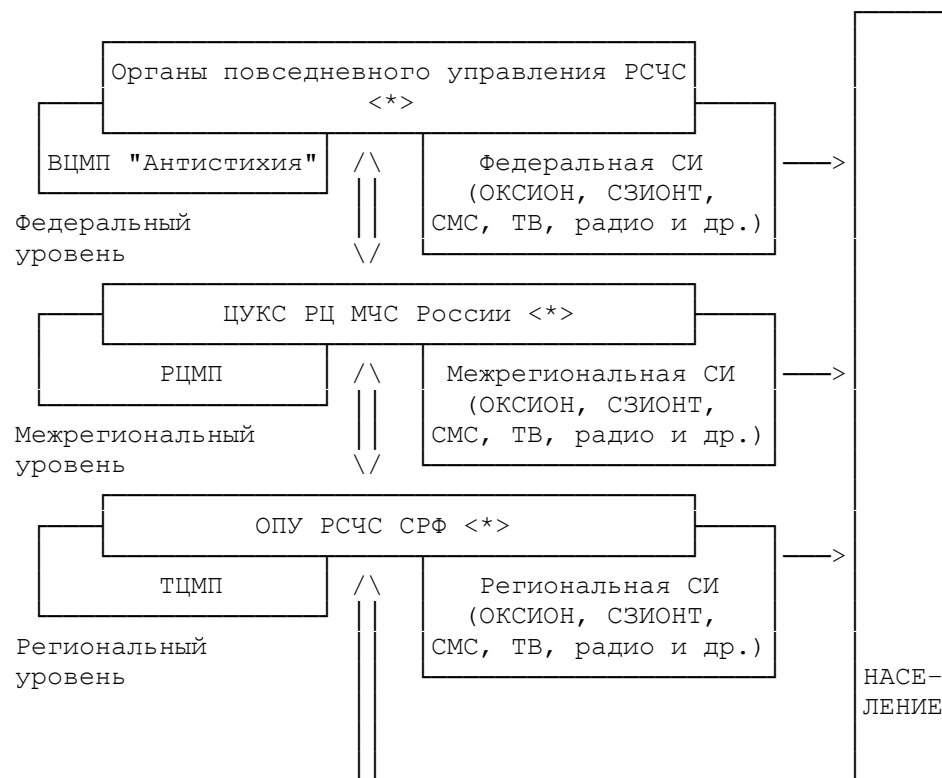 Органы повседневного управления РСЧС
<*>
ВЦМП "Антистихия"
Федеральная СИ
(ОКСИОН, СЗИОНТ,
СМС, ТВ, радио и др.)
Федеральный
уровень
ЦУКС РЦ МЧС России <*>
РЦМП
Межрегиональная СИ
(ОКСИОН, СЗИОНТ,
СМС, ТВ, радио и др.)
Межрегиональный
уровень
ОПУ РСЧС СРФ <*>
ТЦМП
Региональная СИ
(ОКСИОН, СЗИОНТ,
СМС, ТВ, радио и др.)
Региональный
уровень
НАСЕ-
ЛЕНИЕ